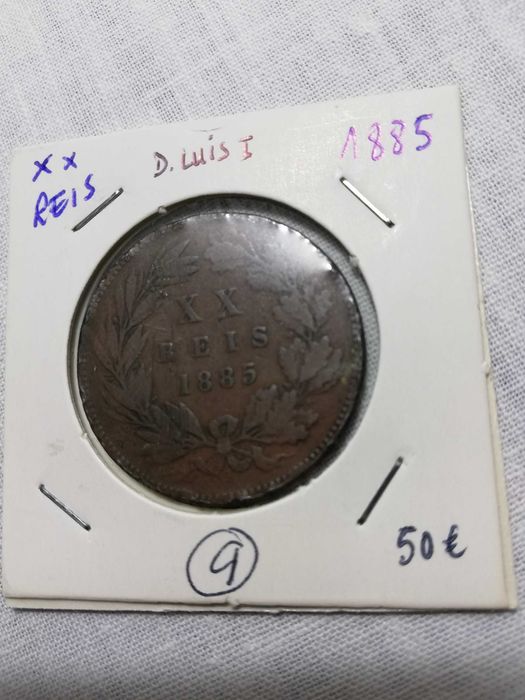 XX
REIS
D. LUIS I
1885
XX
REIS
1885
9
50€